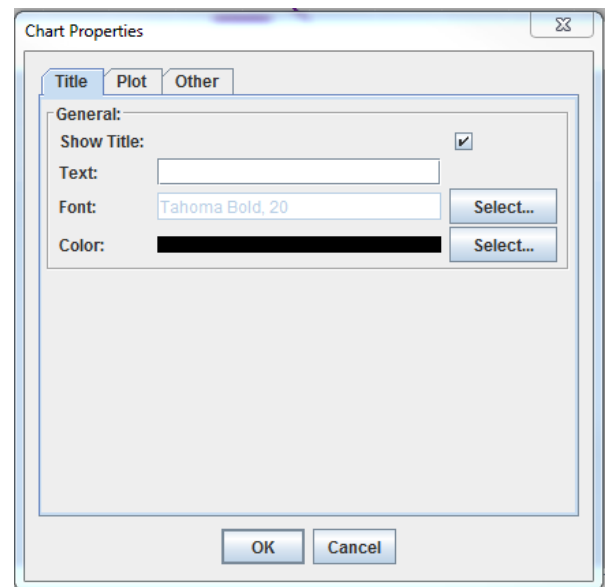 Chart Properties
Title Plot Other
General:
Show Title:
Text:
Font: Tahoma Bold, 20 Select...
Color: Select...
OK Cancel